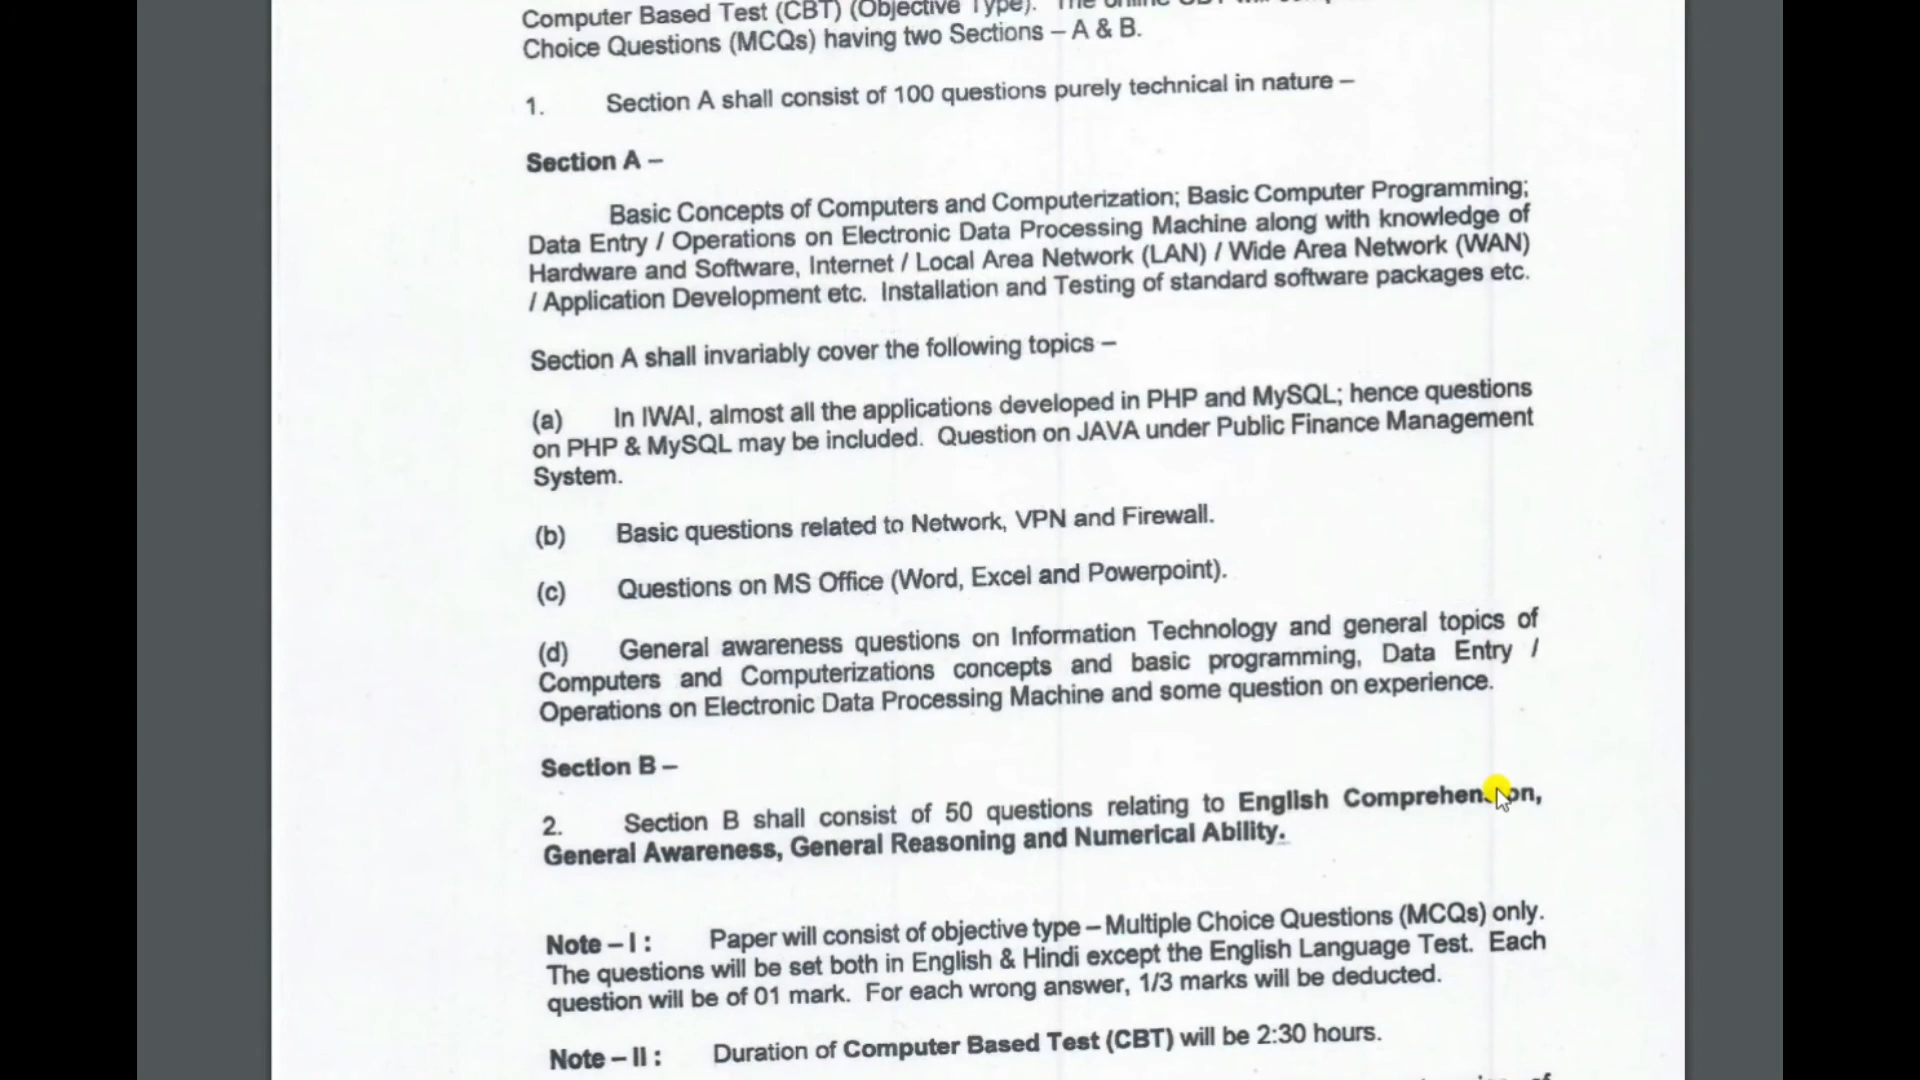 Computer Based Test (CBT) (Objective Type). The online CBT will
Choice Questions (MCQs) having two Sections – A & B.
1. Section A shall consist of 100 questions purely technical in nature –
Section A –
Basic Concepts of Computers and Computerization; Basic Computer Programming;
Data Entry / Operations on Electronic Data Processing Machine along with knowledge of
Hardware and Software, Internet / Local Area Network (LAN) / Wide Area Network (WAN)
/ Application Development etc. Installation and Testing of standard software packages etc.
Section A shall invariably cover the following topics –
(a) In IWAI, almost all the applications developed in PHP and MySQL; hence questions
on PHP & MySQL may be included. Question on JAVA under Public Finance Management
System.
(b) Basic questions related to Network, VPN and Firewall.
(c) Questions on MS Office (Word, Excel and Powerpoint).
(d) General awareness questions on Information Technology and general topics of
Computers and Computerizations concepts and basic programming, Data Entry /
Operations on Electronic Data Processing Machine and some question on experience.
Section B –
2. Section B shall consist of 50 questions relating to English Comprehension,
General Awareness, General Reasoning and Numerical Ability.
Note – I : Paper will consist of objective type – Multiple Choice Questions (MCQs) only.
The questions will be set both in English & Hindi except the English Language Test. Each
question will be of 01 mark. For each wrong answer, 1/3 marks will be deducted.
Note – II : Duration of Computer Based Test (CBT) will be 2:30 hours.